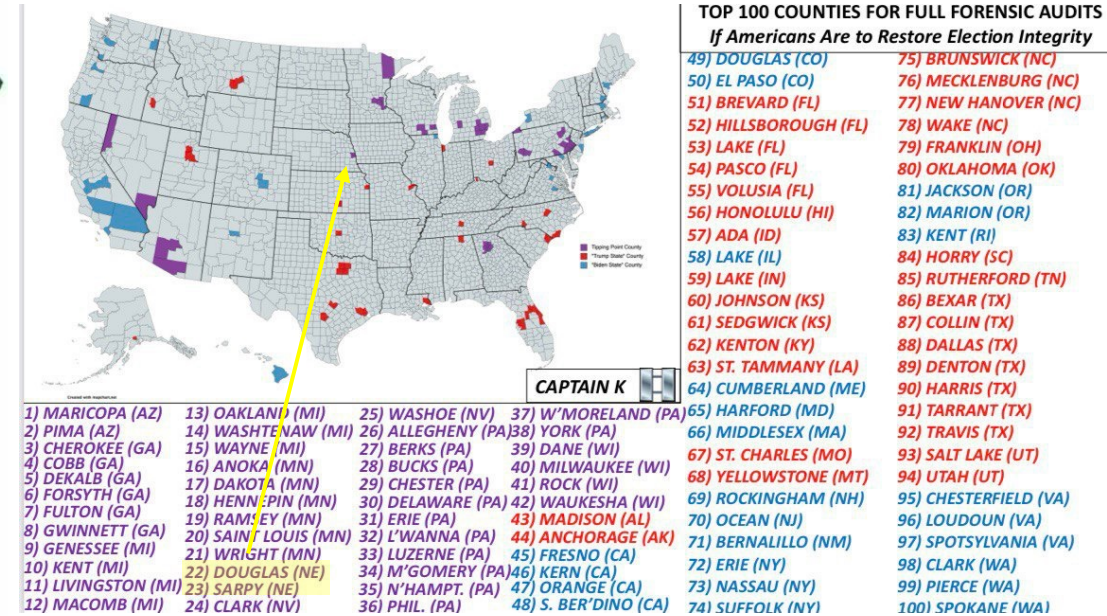 TOP 100 COUNTIES FOR FULL FORENSIC AUDITS
If Americans Are to Restore Election Integrity
Tipping Point County
"Trump State" County
"Biden State" County
Created with mapchart.net
CAPTAIN K
1) MARICOPA (AZ)
2) PIMA (AZ)
3) CHEROKEE (GA)
4) COBB (GA)
5) DEKALB (GA)
6) FORSYTH (GA)
7) FULTON (GA)
8) GWINNETT (GA)
9) GENESSEE (MI)
10) KENT (MI)
11) LIVINGSTON (MI)
12) MACOMB (MI)
13) OAKLAND (MI)
14) WASHTENAW (MI)
15) WAYNE (MI)
16) ANOKA (MN)
17) DAKOTA (MN)
18) HENNEPIN (MN)
19) RAMSEY (MN)
20) SAINT LOUIS (MN)
21) WRIGHT (MN)
22) DOUGLAS (NE)
23) SARPY (NE)
24) CLARK (NV)
25) WASHOE (NV)
26) ALLEGHENY (PA)
27) BERKS (PA)
28) BUCKS (PA)
29) CHESTER (PA)
30) DELAWARE (PA)
31) ERIE (PA)
32) L'WANNA (PA)
33) LUZERNE (PA)
34) M'GOMERY (PA)
35) N'HAMPT. (PA)
36) PHIL. (PA)
37) W'MORELAND (PA)
38) YORK (PA)
39) DANE (WI)
40) MILWAUKEE (WI)
41) ROCK (WI)
42) WAUKESHA (WI)
43) MADISON (AL)
44) ANCHORAGE (AK)
45) FRESNO (CA)
46) KERN (CA)
47) ORANGE (CA)
48) S. BER'DINO (CA)
49) DOUGLAS (CO)
50) EL PASO (CO)
51) BREVARD (FL)
52) HILLSBOROUGH (FL)
53) LAKE (FL)
54) PASCO (FL)
55) VOLUSIA (FL)
56) HONOLULU (HI)
57) ADA (ID)
58) LAKE (IL)
59) LAKE (IN)
60) JOHNSON (KS)
61) SEDGWICK (KS)
62) KENTON (KY)
63) ST. TAMMANY (LA)
64) CUMBERLAND (ME)
65) HARFORD (MD)
66) MIDDLESEX (MA)
67) ST. CHARLES (MO)
68) YELLOWSTONE (MT)
69) ROCKINGHAM (NH)
70) OCEAN (NJ)
71) BERNALILLO (NM)
72) ERIE (NY)
73) NASSAU (NY)
74) SUFFOLK (NY)
75) BRUNSWICK (NC)
76) MECKLENBURG (NC)
77) NEW HANOVER (NC)
78) WAKE (NC)
79) FRANKLIN (OH)
80) OKLAHOMA (OK)
81) JACKSON (OR)
82) MARION (OR)
83) KENT (RI)
84) HORRY (SC)
85) RUTHERFORD (TN)
86) BEXAR (TX)
87) COLLIN (TX)
88) DALLAS (TX)
89) DENTON (TX)
90) HARRIS (TX)
91) TARRANT (TX)
92) TRAVIS (TX)
93) SALT LAKE (UT)
94) UTAH (UT)
95) CHESTERFIELD (VA)
96) LOUDOUN (VA)
97) SPOTSYLVANIA (VA)
98) CLARK (WA)
99) PIERCE (WA)
100) SPOKANE (WA)